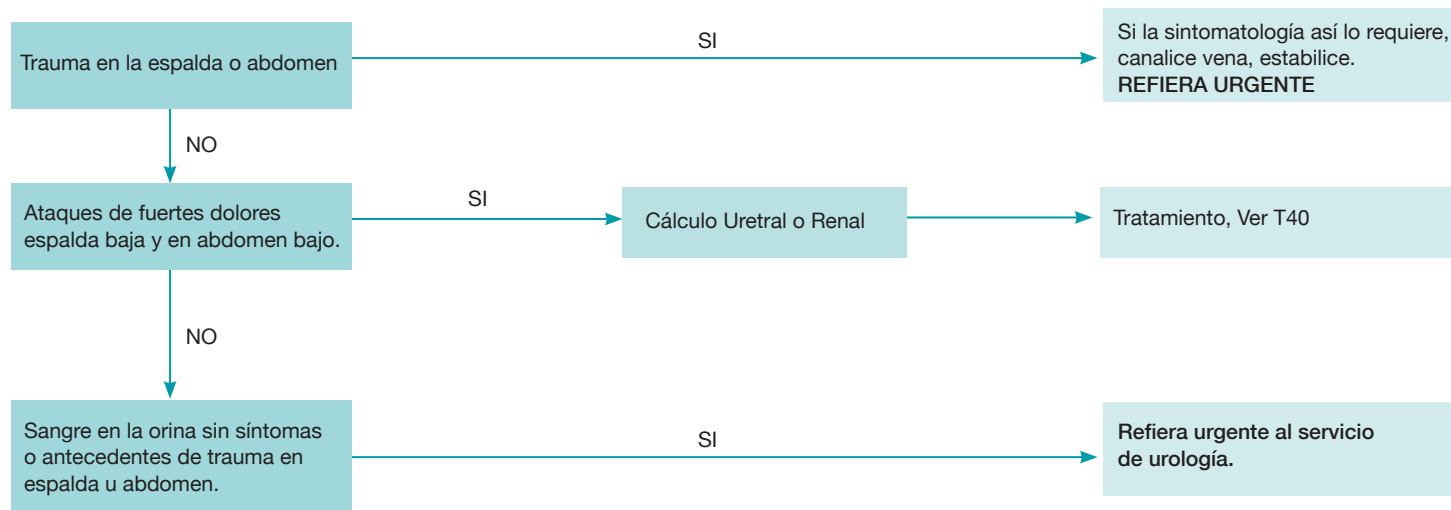 Trauma en la espalda o abdomen
SI
Si la sintomatología así lo requiere,
canalice vena, estabilice.
REFIERA URGENTE
NO
Ataques de fuertes dolores
espalda baja y en abdomen bajo.
SI
Cálculo Uretral o Renal
Tratamiento, Ver T40
NO
Sangre en la orina sin síntomas
o antecedentes de trauma en
espalda u abdomen.
SI
Refiera urgente al servicio
de urología.